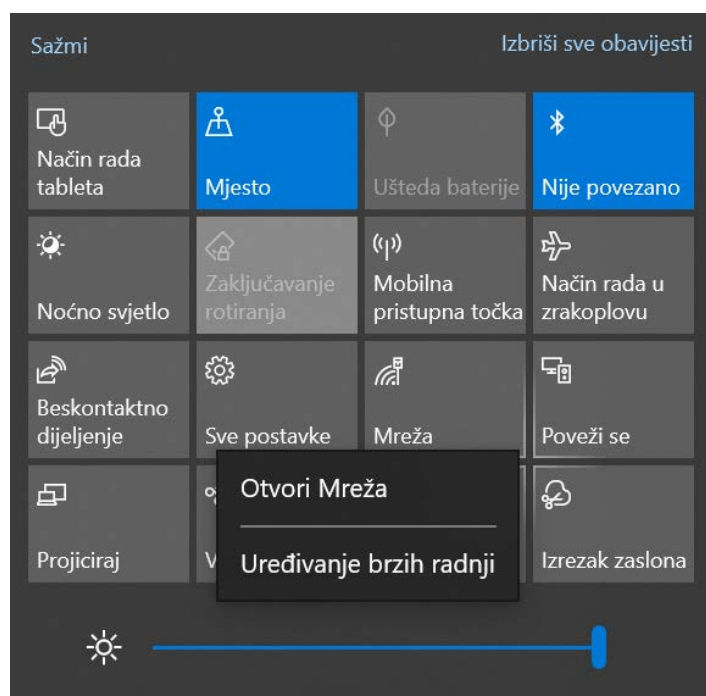 Sažmi
Izbriši sve obavijesti
Način rada
tableta
Mjesto
Ušteda baterije
Nije povezano
Noćno svjetlo
Zaključavanje
rotiranja
Mobilna
pristupna točka
Način rada u
zrakoplovu
Beskontaktno
dijeljenje
Sve postavke
Mreža
Poveži se
Projiciraj
V
Izrezak zaslona
Otvori Mreža
Uređivanje brzih radnji